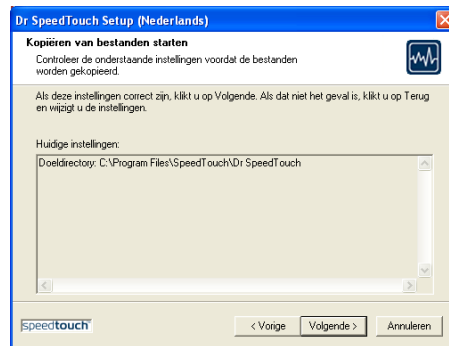 Dr SpeedTouch Setup (Nederlands)
Kopiëren van bestanden starten
Controleer de onderstaande instellingen voordat de bestanden
worden gekopieerd.
Als deze instellingen correct zijn, klikt u op Volgende. Als dat niet het geval is, klikt u op Terug
en wijzigt u de instellingen.
Huidige instellingen:
Doeldirectory: C:\Program Files\SpeedTouch\Dr SpeedTouch
speedtouch
< Vorige
Volgende >
Annuleren